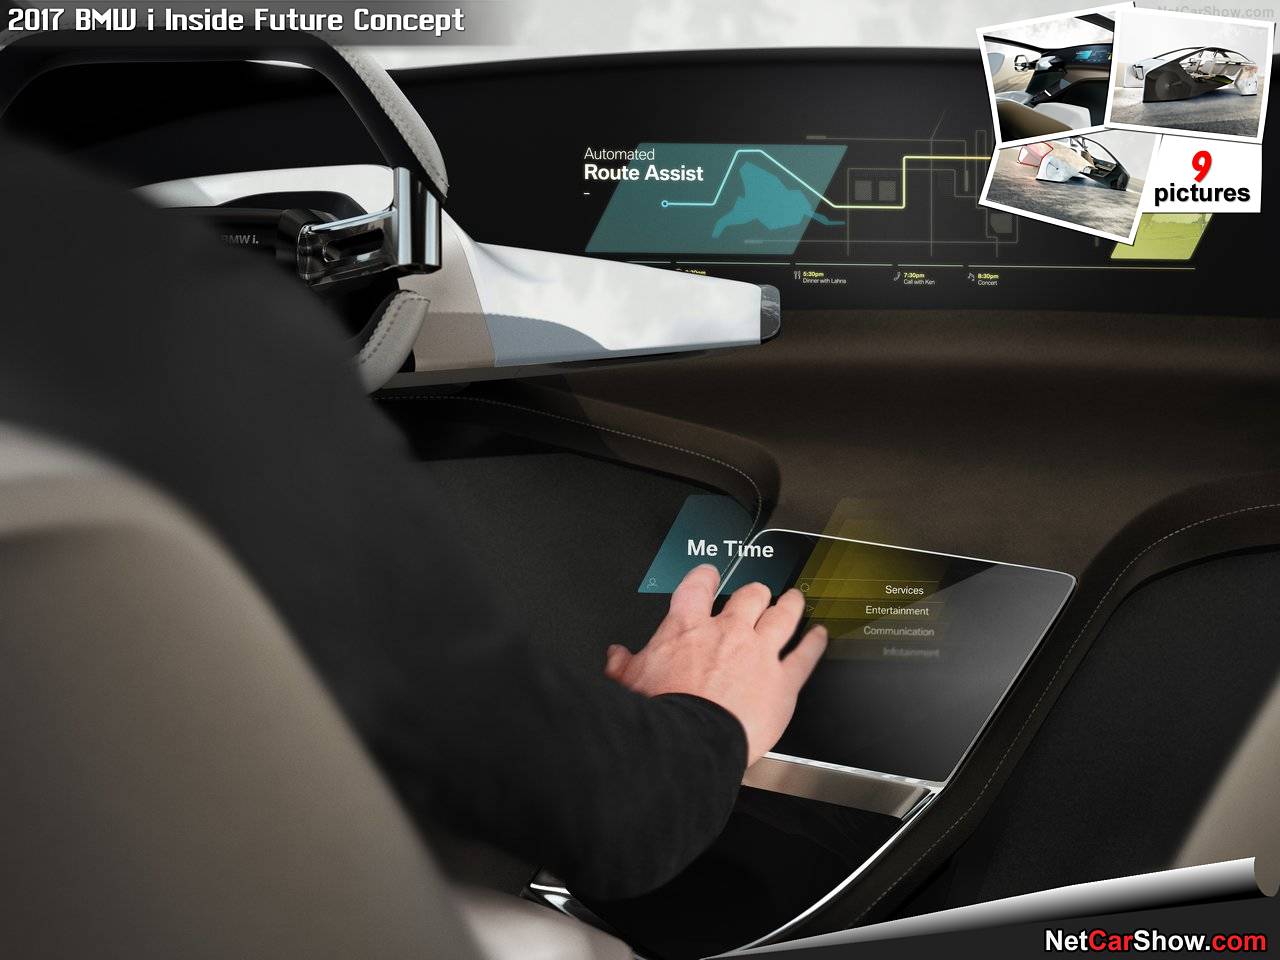 2017 BMW i Inside Future Concept
NetCarShow.com
9
pictures
Automated
Route Assist
BMW i.
5:30pm
Dinner with Lahns
7:30pm
Call with Ken
8:30pm
Concert
Me Time
Services
Entertainment
Communication
Infotainment
NetCarShow.com